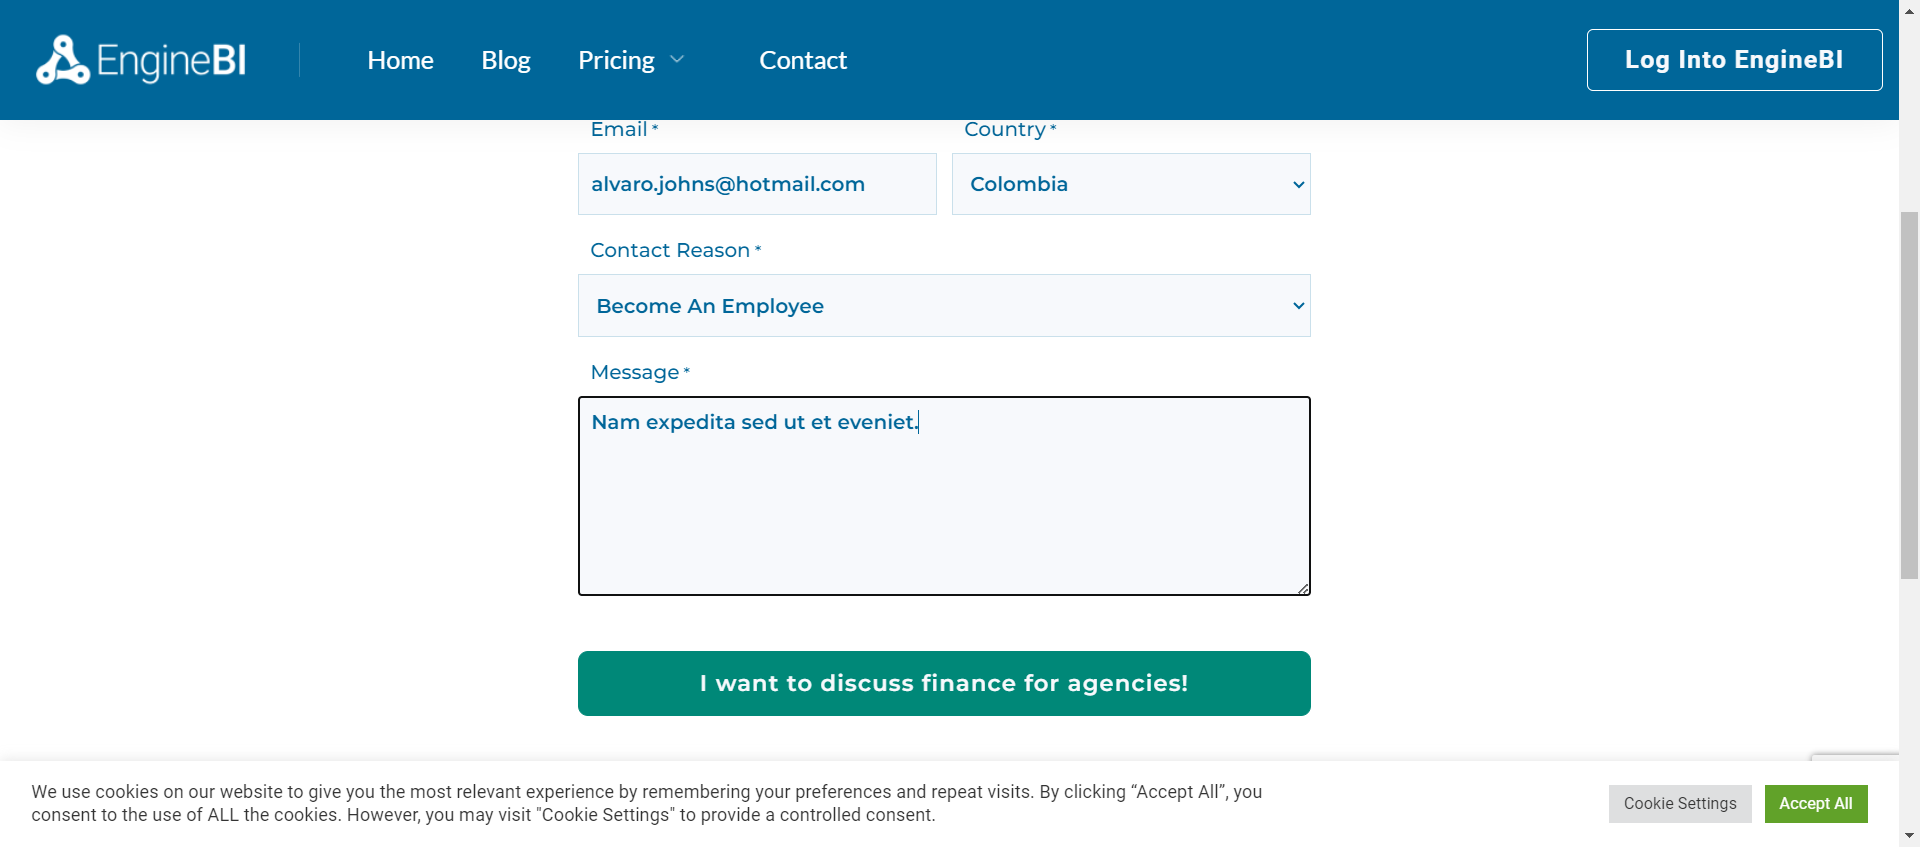 EngineBI
Home
Blog
Pricing
Contact
Log Into EngineBI
Email *
Country *
alvaro.johns@hotmail.com
Colombia
Contact Reason *
Become An Employee
Message *
Nam expedita sed ut et eveniet.
I want to discuss finance for agencies!
We use cookies on our website to give you the most relevant experience by remembering your preferences and repeat visits. By clicking “Accept All”, you
consent to the use of ALL the cookies. However, you may visit "Cookie Settings" to provide a controlled consent.
Cookie Settings
Accept All